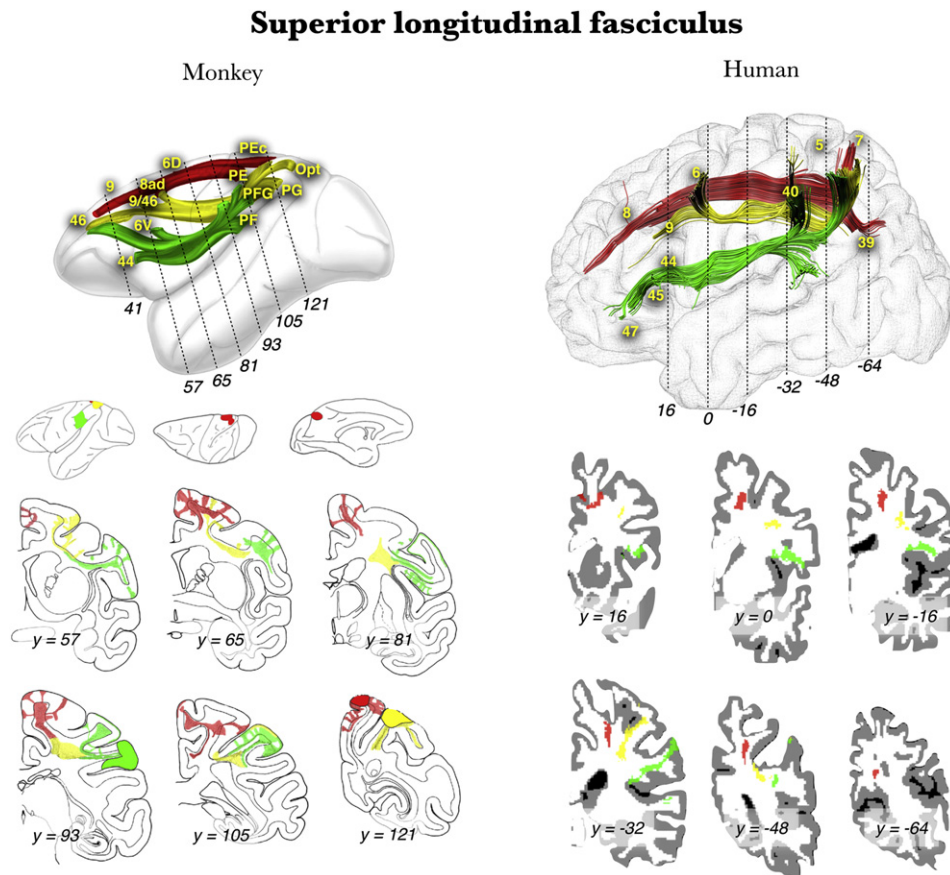 Superior longitudinal fasciculus
Monkey
Human
PEc
6D
Opt
9
8ad
PE
PFG
PG
9/46
46
6V
PF
44
41
121
105
93
81
65
57
5
7
6
40
8
9
39
44
45
47
-64
-48
-32
-16
0
16
y = 57
y = 65
y = 81
y = 16
y = 0
y = -16
y = 93
y = 105
y = 121
y = -32
y = -48
y = -64